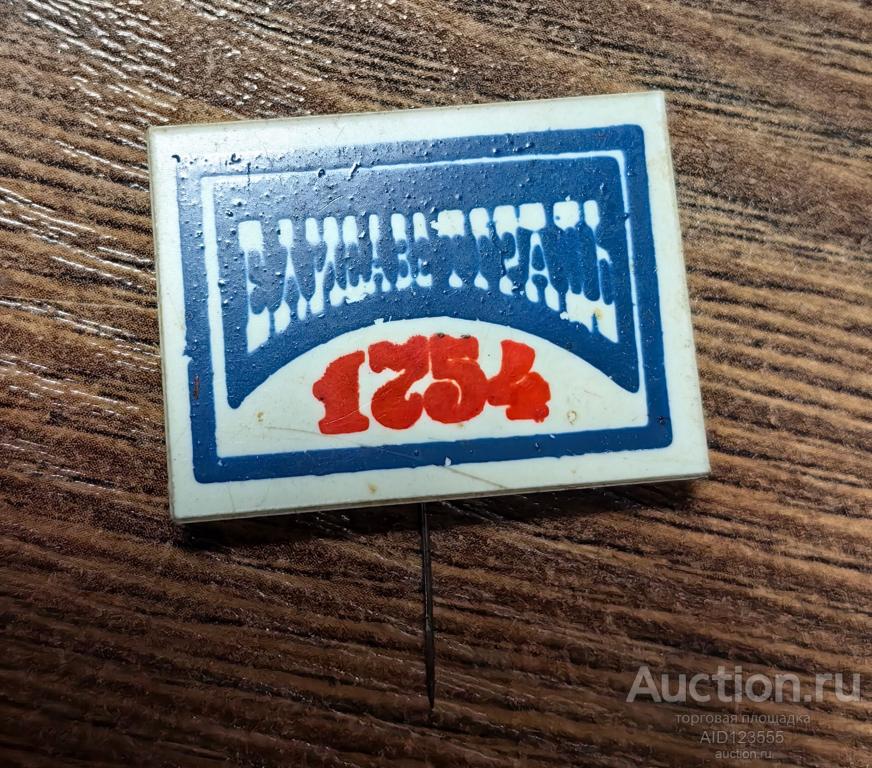 ЕЛИСАВЕТГРАДЪ
1754
Auction.ru
торговая площадка
AID123555
auction.ru